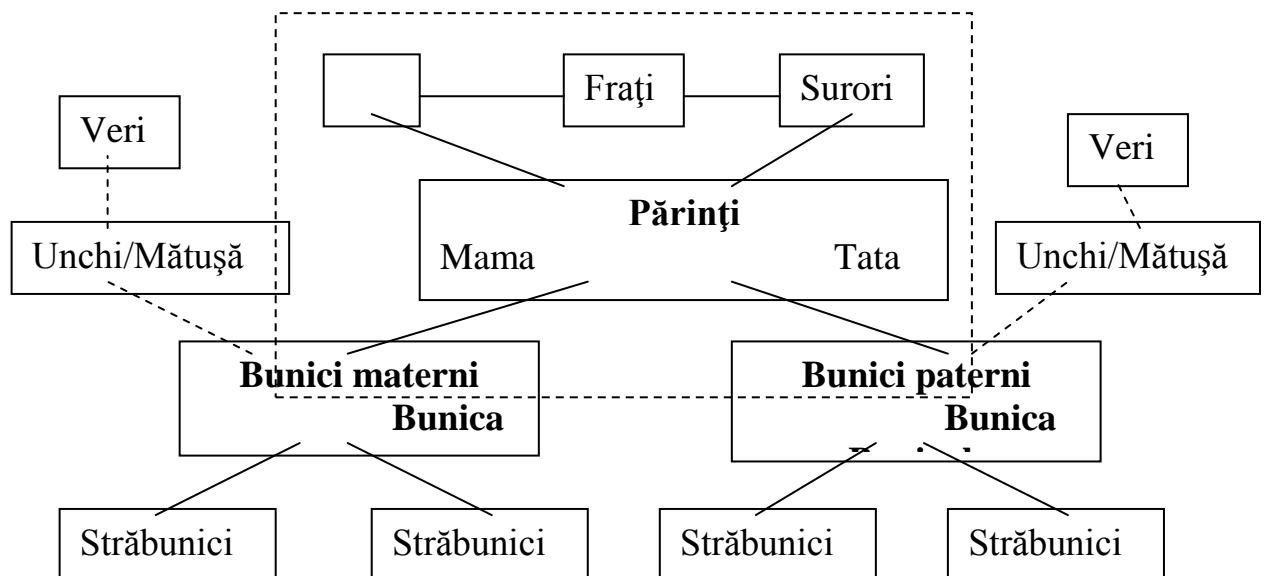 Fraţi Surori
Veri
Veri
Părinţi
Unchi/Mătuşă
Mama Tata
Unchi/Mătuşă
Bunici materni
Bunica
Bunici paterni
Bunica
Străbunici Străbunici Străbunici Străbunici